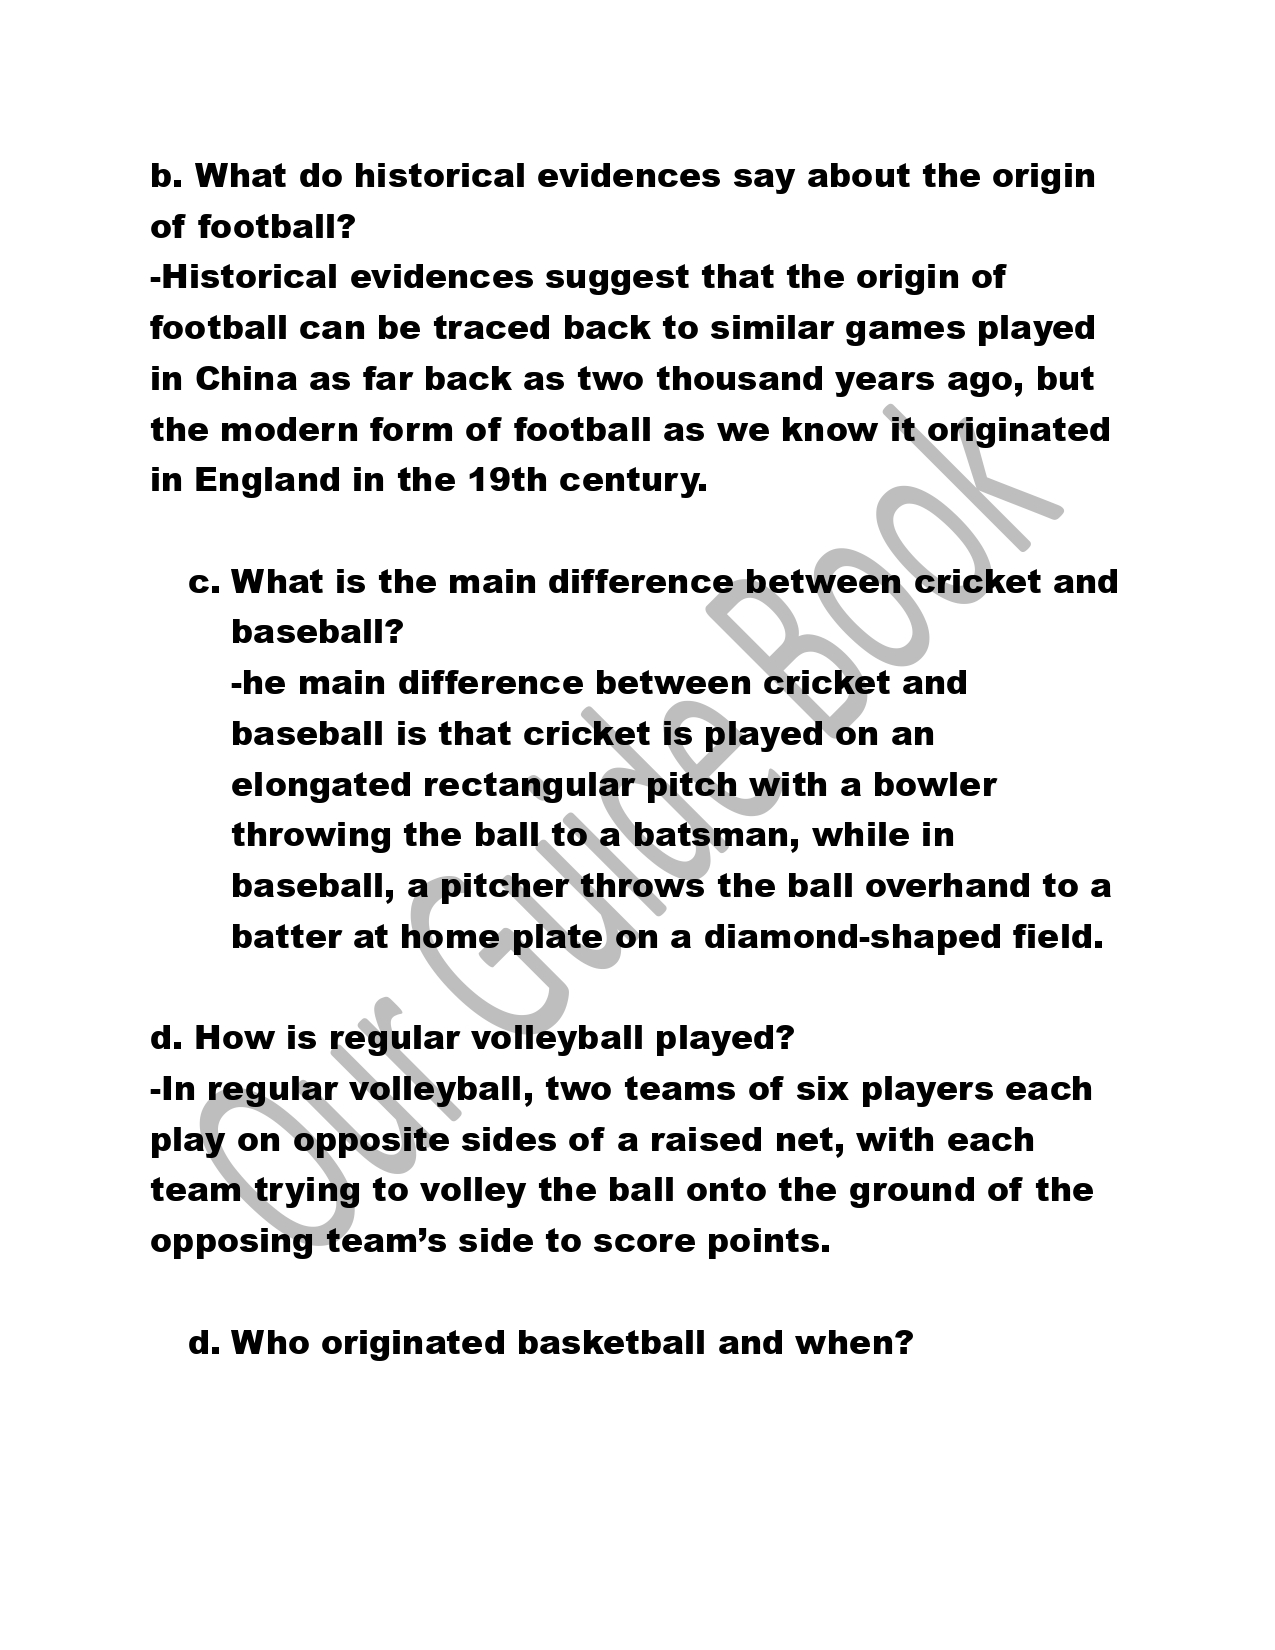 b. What do historical evidences say about the origin
of football?
-Historical evidences suggest that the origin of
football can be traced back to similar games played
in China as far back as two thousand years ago, but
the modern form of football as we know it originated
in England in the 19th century.
c. What is the main difference between cricket and
baseball?
-he main difference between cricket and
baseball is that cricket is played on an
elongated rectangular pitch with a bowler
throwing the ball to a batsman, while in
baseball, a pitcher throws the ball overhand to a
batter at home plate on a diamond-shaped field.
d. How is regular volleyball played?
-In regular volleyball, two teams of six players each
play on opposite sides of a raised net, with each
team trying to volley the ball onto the ground of the
opposing team’s side to score points.
d. Who originated basketball and when?
Our Guide Book